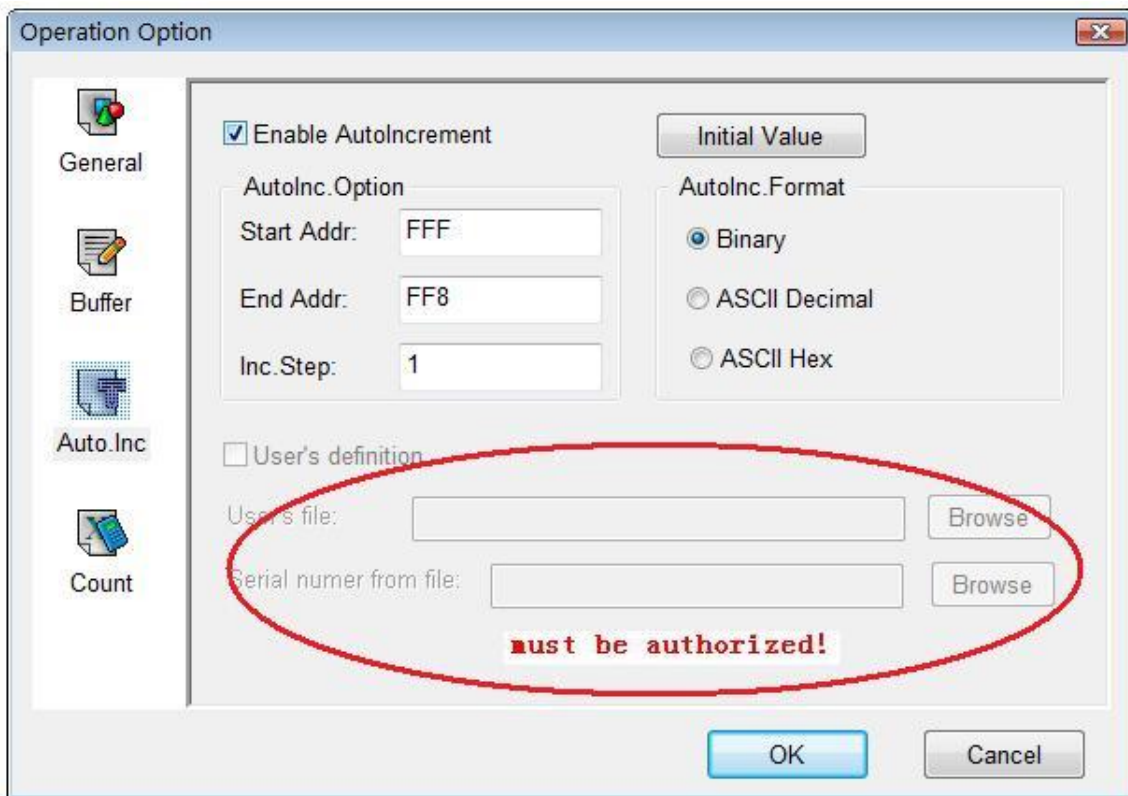 Operation Option
General
Buffer
Auto.Inc
Count
Enable AutoIncrement
Initial Value
AutoInc.Option
Start Addr: FFF
End Addr: FF8
Inc.Step: 1
AutoInc.Format
Binary
ASCII Decimal
ASCII Hex
User's definition
User's file: Browse
Serial numer from file: Browse
must be authorized!
OK Cancel